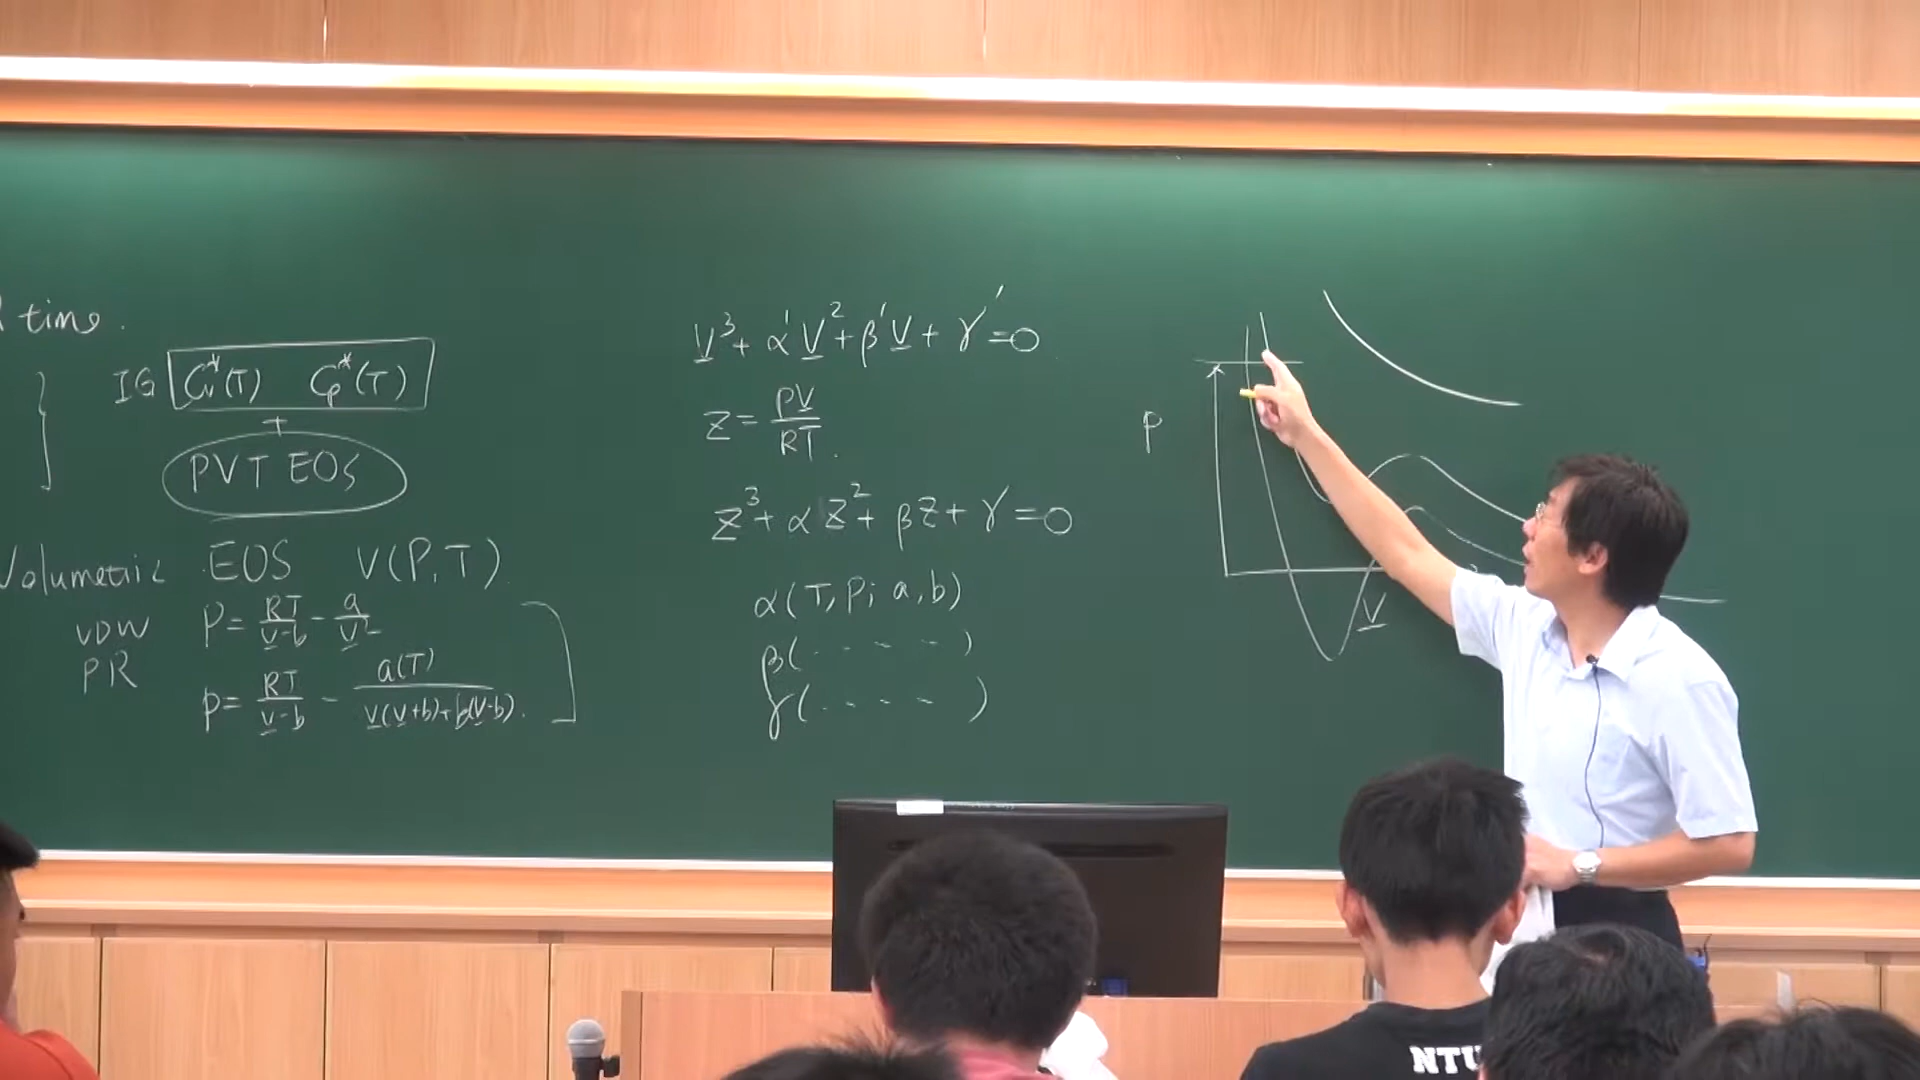 time.
IG Cv*(T) Cp*(T)
+
PVT EOS
Volumetric EOS V(P,T)
VDW P = RT/(V-b) - a/V²
PR P = RT/(V-b) - a(T)/(V(V+b)+b(V-b)).
V³ + α'V² + β'V + γ' = 0
Z = PV/RT.
Z³ + αZ² + βZ + γ = 0
α(T, P; a, b)
β( . . . . )
γ( . . . . )
P
V
NTU